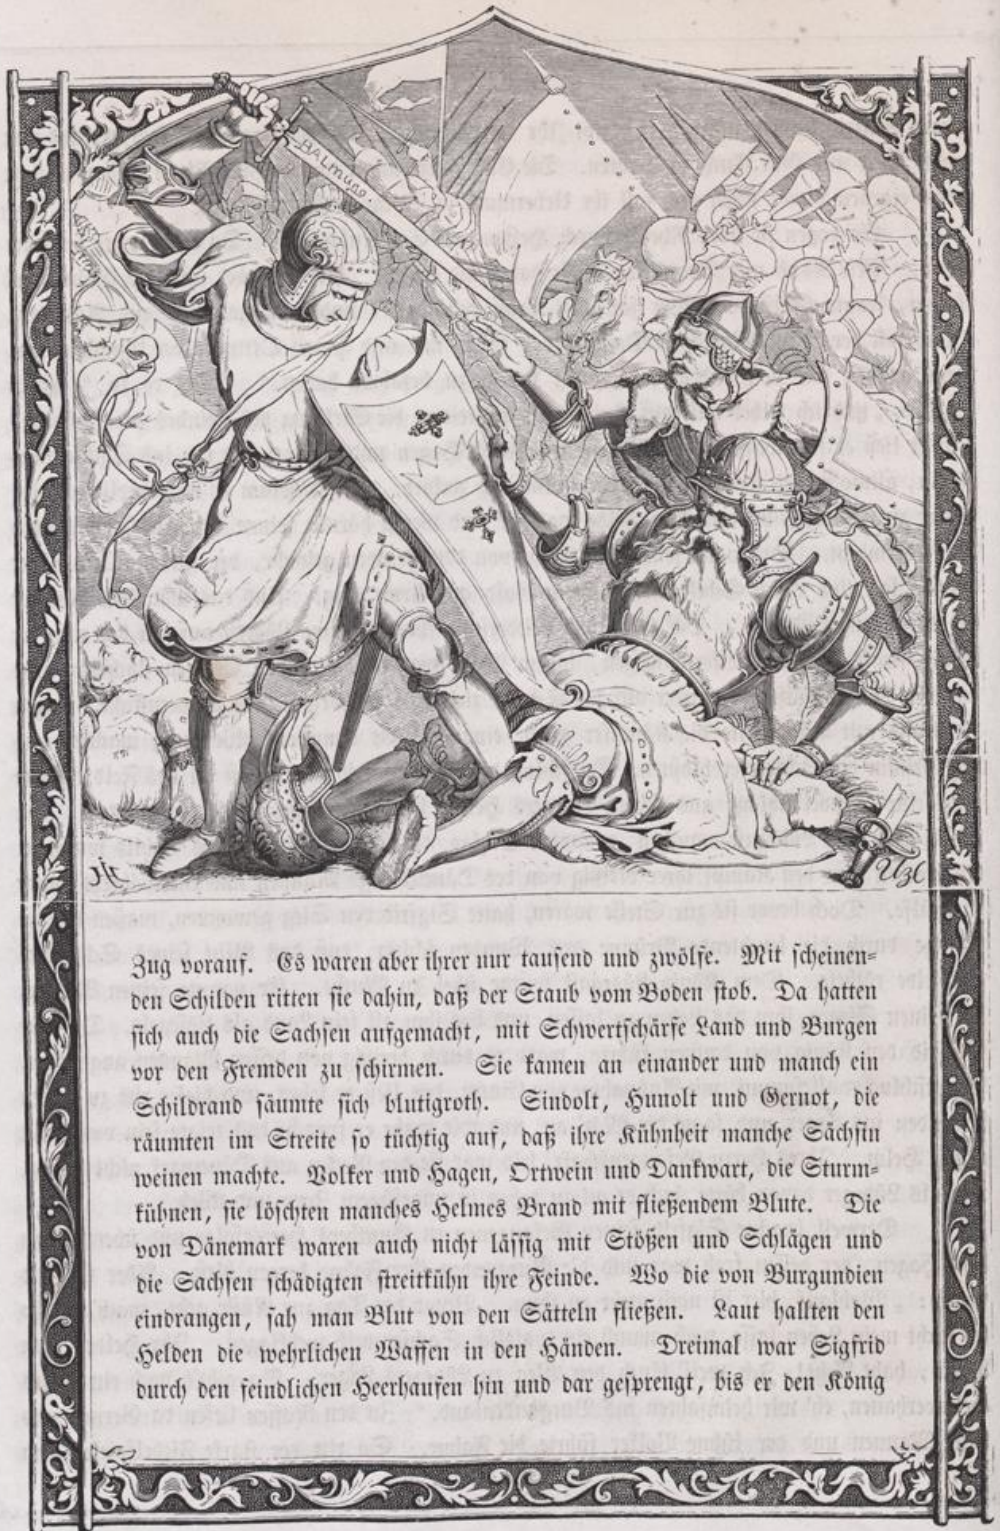 BALMUNG
Zug vorauf. Es waren aber ihrer nur tausend und zwölfe. Mit scheinen-
den Schilden ritten sie dahin, daß der Staub vom Boden stob. Da hatten
sich auch die Sachsen aufgemacht, mit Schwertschärfe Land und Burgen
vor den Fremden zu schirmen. Sie kamen an einander und manch ein
Schildrand säumte sich blutigroth. Sindolt, Hunolt und Gernot, die
räumten im Streite so tüchtig auf, daß ihre Kühnheit manche Sächsin
weinen machte. Volker und Hagen, Ortwein und Dankwart, die Sturm-
kühnen, sie löschten manches Helmes Brand mit fließendem Blute. Die
von Dänemark waren auch nicht lässig mit Stößen und Schlägen und
die Sachsen schädigten streitkühn ihre Feinde. Wo die von Burgundien
eindrangen, sah man Blut von den Sätteln fließen. Laut hallten den
Helden die wehrlichen Waffen in den Händen. Dreimal war Sigfrid
durch den feindlichen Heerhaufen hin und dar gesprengt, bis er den König